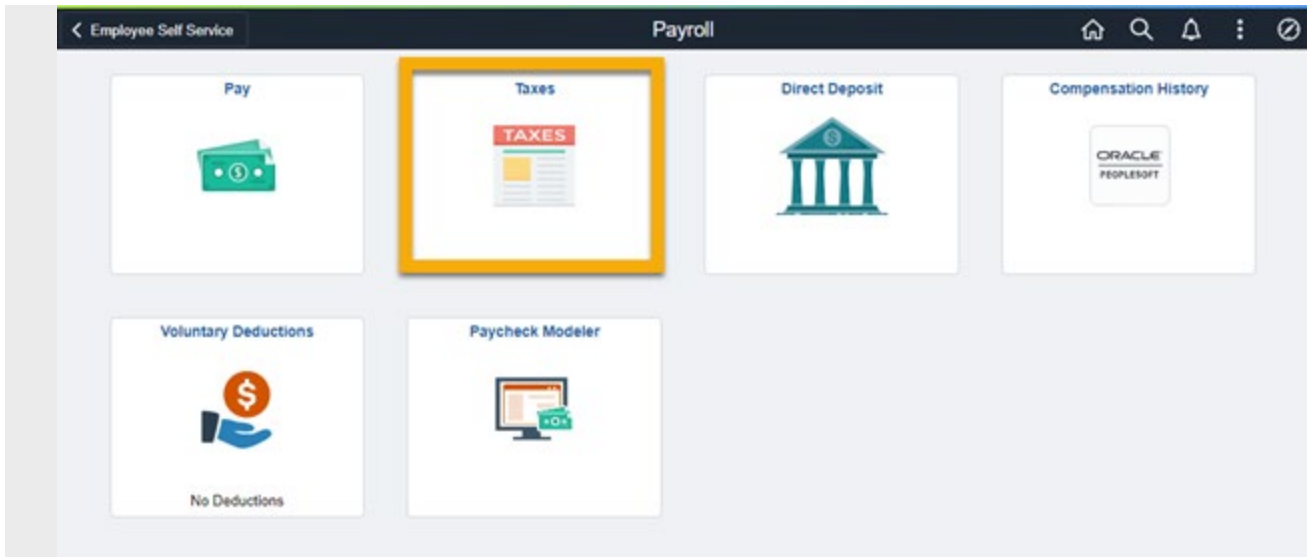 Employee Self Service
Payroll
Pay
Taxes
Direct Deposit
Compensation History
TAXES
ORACLE
PEOPLESOFT
Voluntary Deductions
Paycheck Modeler
No Deductions